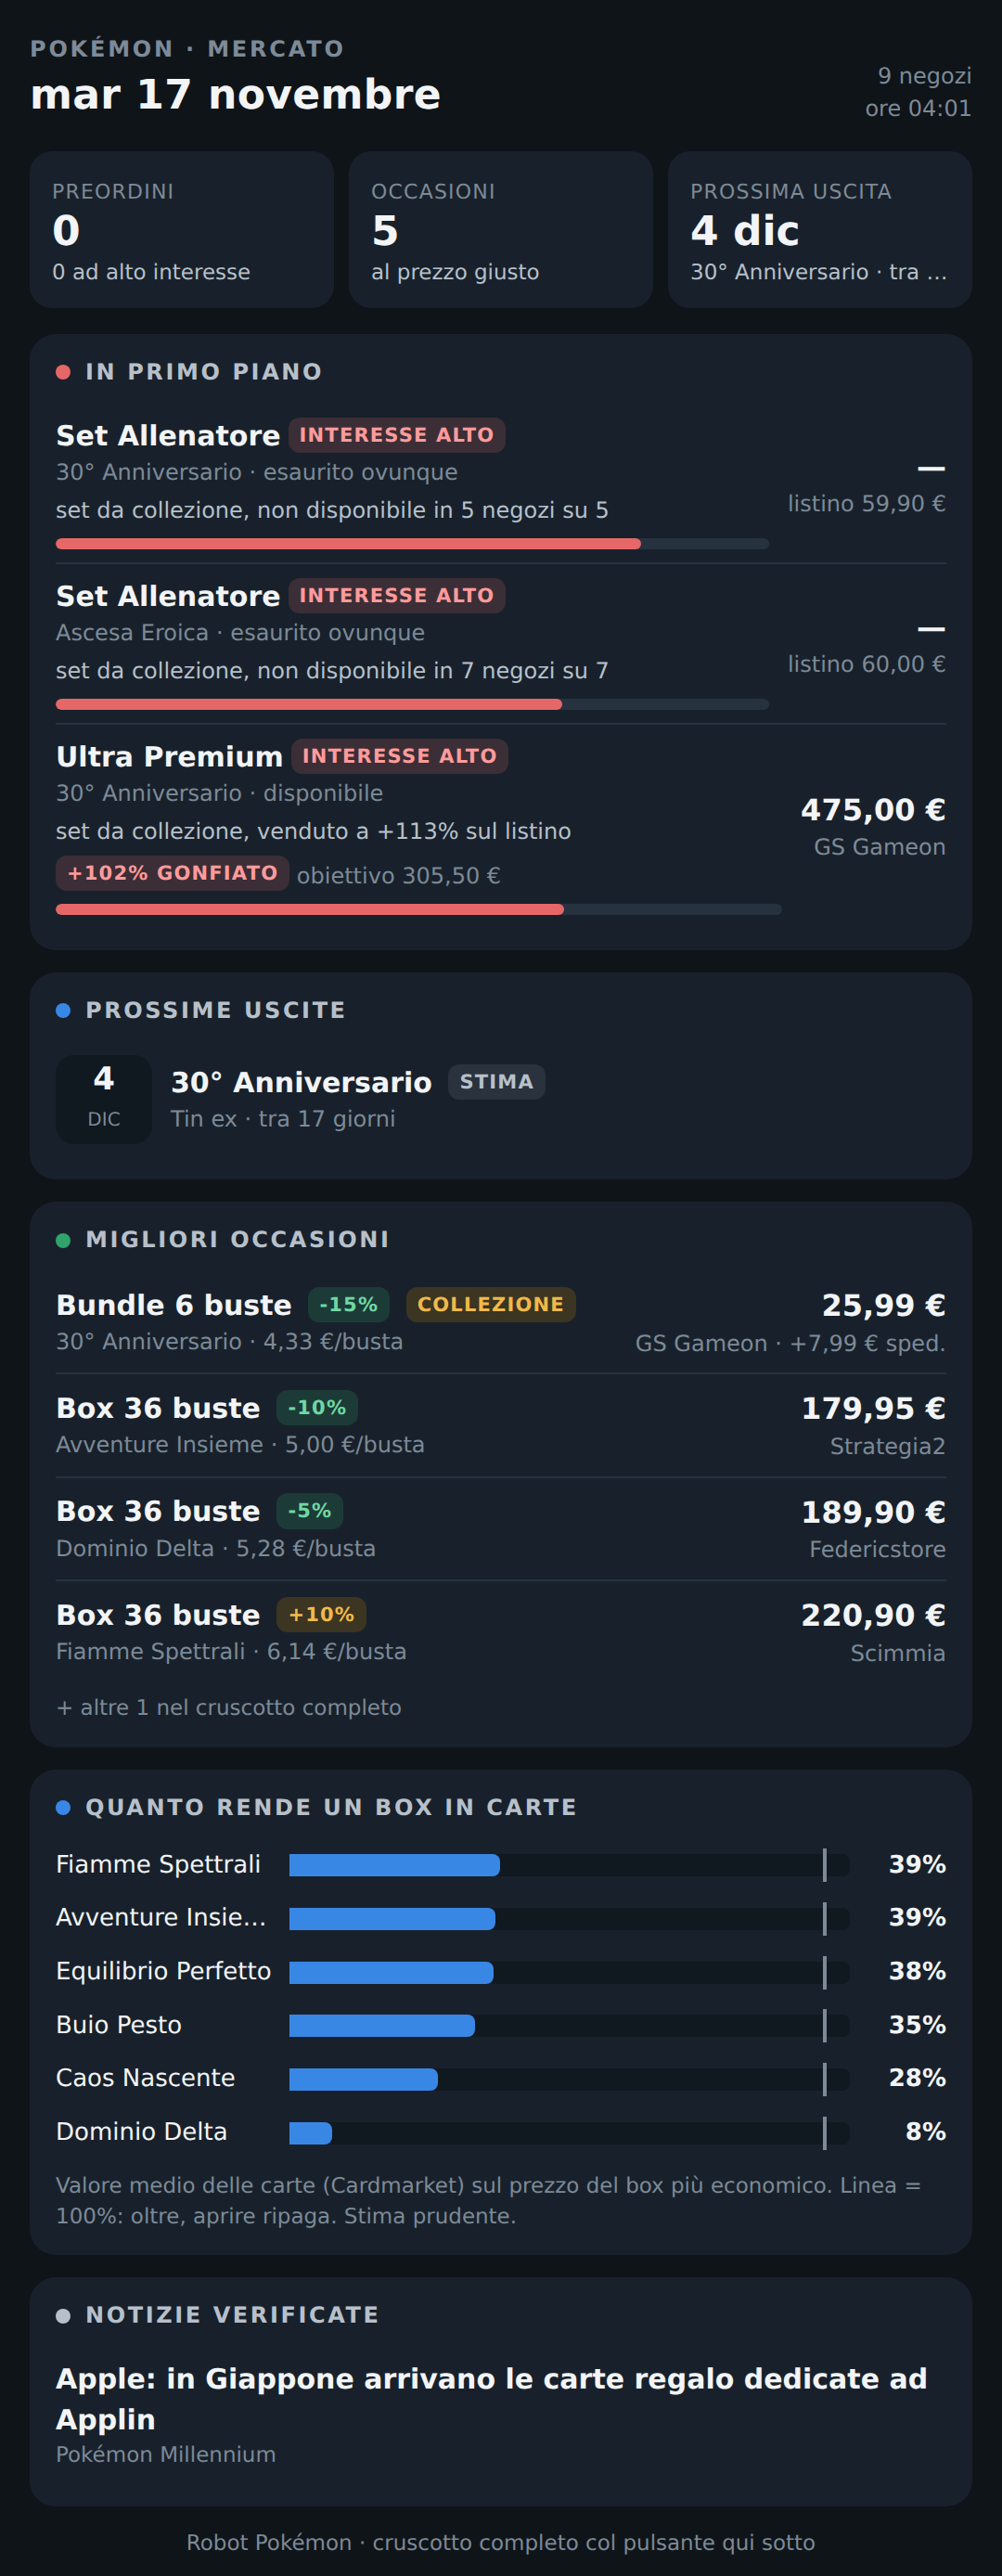 POKÉMON · MERCATO
mar 17 novembre
9 negozi
ore 04:01
PREORDINI
0
0 ad alto interesse
OCCASIONI
5
al prezzo giusto
PROSSIMA USCITA
4 dic
30° Anniversario · tra …
IN PRIMO PIANO
Set Allenatore INTERESSE ALTO
30° Anniversario · esaurito ovunque
set da collezione, non disponibile in 5 negozi su 5
—
listino 59,90 €
Set Allenatore INTERESSE ALTO
Ascesa Eroica · esaurito ovunque
set da collezione, non disponibile in 7 negozi su 7
—
listino 60,00 €
Ultra Premium INTERESSE ALTO
30° Anniversario · disponibile
set da collezione, venduto a +113% sul listino
+102% GONFIATO obiettivo 305,50 €
475,00 €
GS Gameon
PROSSIME USCITE
4
DIC
30° Anniversario STIMA
Tin ex · tra 17 giorni
MIGLIORI OCCASIONI
Bundle 6 buste -15% COLLEZIONE
30° Anniversario · 4,33 €/busta
25,99 €
GS Gameon · +7,99 € sped.
Box 36 buste -10%
Avventure Insieme · 5,00 €/busta
179,95 €
Strategia2
Box 36 buste -5%
Dominio Delta · 5,28 €/busta
189,90 €
Federicstore
Box 36 buste +10%
Fiamme Spettrali · 6,14 €/busta
220,90 €
Scimmia
+ altre 1 nel cruscotto completo
QUANTO RENDE UN BOX IN CARTE
Fiamme Spettrali 39%
Avventure Insie… 39%
Equilibrio Perfetto 38%
Buio Pesto 35%
Caos Nascente 28%
Dominio Delta 8%
Valore medio delle carte (Cardmarket) sul prezzo del box più economico. Linea =
100%: oltre, aprire ripaga. Stima prudente.
NOTIZIE VERIFICATE
Apple: in Giappone arrivano le carte regalo dedicate ad
Applin
Pokémon Millennium
Robot Pokémon · cruscotto completo col pulsante qui sotto